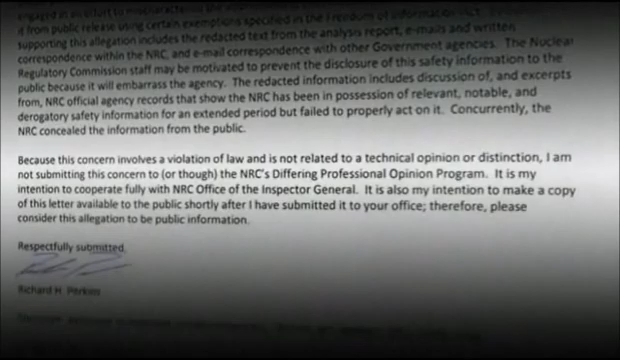 it from public release using certain exemptions specified in the Freedom of Information Act.
supporting this allegation includes the redacted text from the analysis report, e-mails and written
correspondence within the NRC, and e-mail correspondence with other Government agencies. The Nuclear
Regulatory Commission staff may be motivated to prevent the disclosure of this safety information to the
public because it will embarrass the agency. The redacted information includes discussion of, and excerpts
from, NRC official agency records that show the NRC has been in possession of relevant, notable, and
derogatory safety information for an extended period but failed to properly act on it. Concurrently, the
NRC concealed the information from the public.
Because this concern involves a violation of law and is not related to a technical opinion or distinction, I am
not submitting this concern to (or though) the NRC's Differing Professional Opinion Program. It is my
intention to cooperate fully with NRC Office of the Inspector General. It is also my intention to make a copy
of this letter available to the public shortly after I have submitted it to your office; therefore, please
consider this allegation to be public information.
Respectfully submitted,
Richard H. Perkins